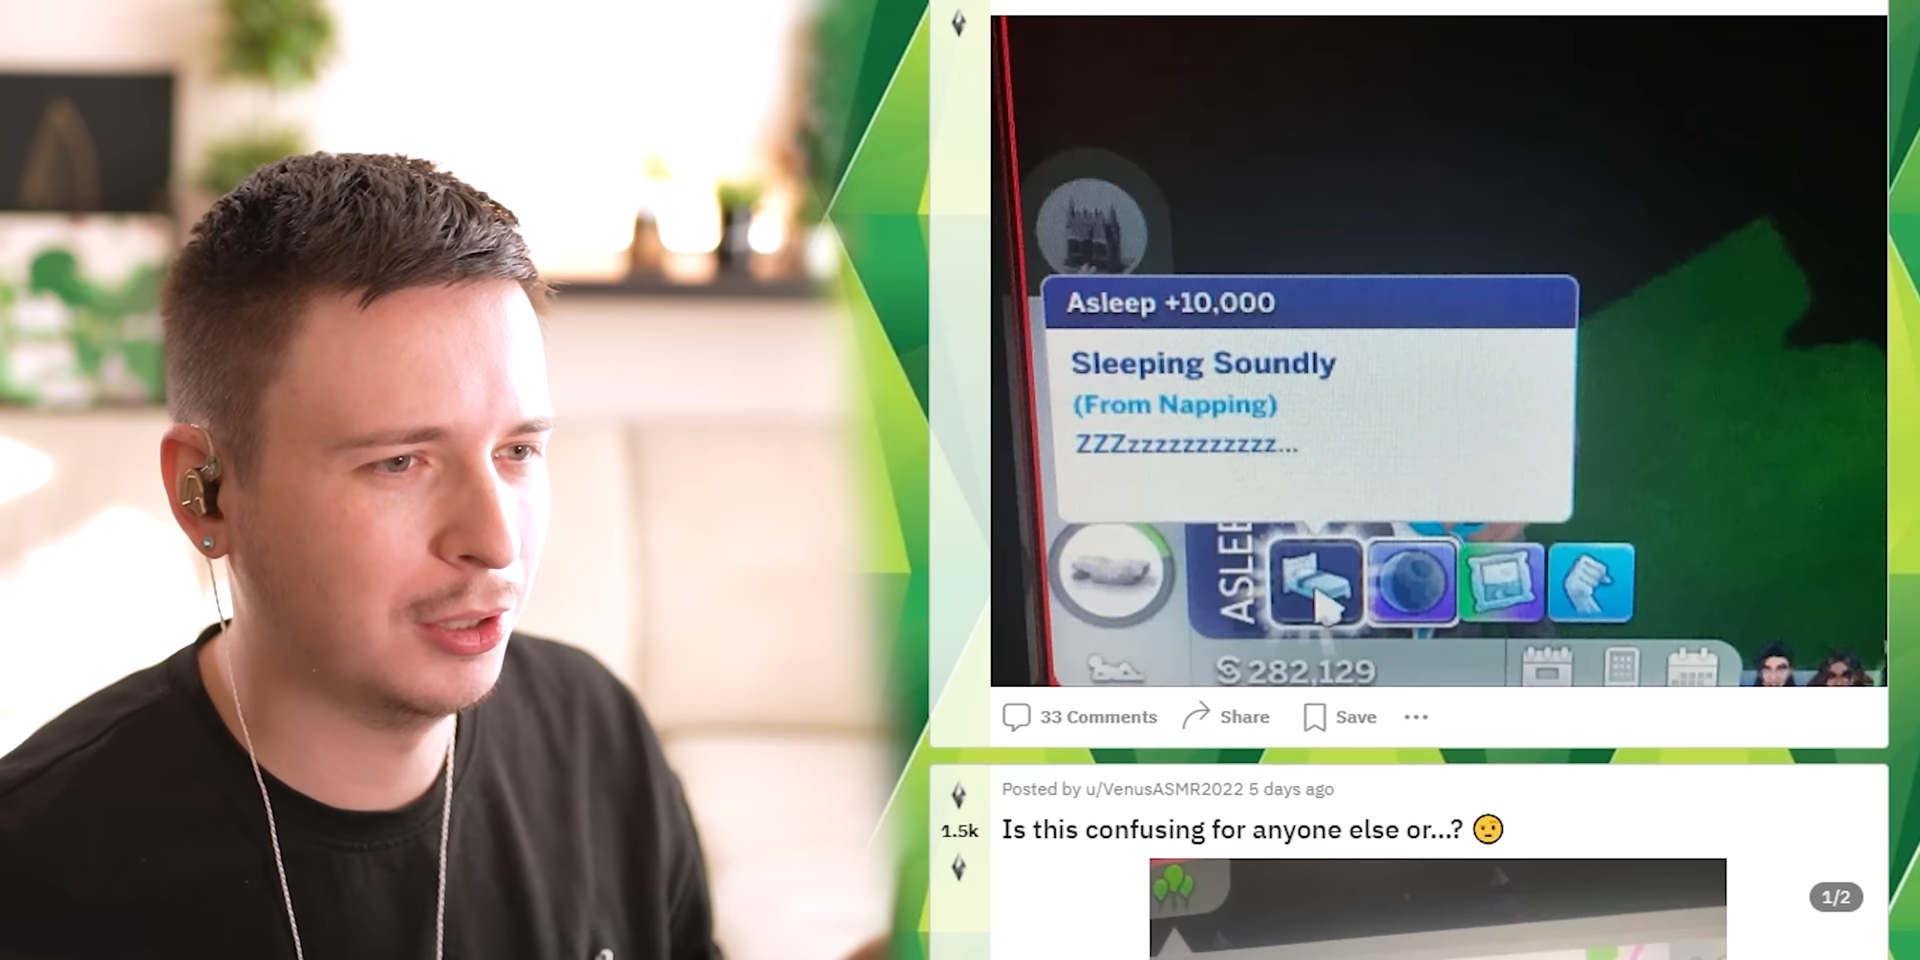 Asleep +10,000
Sleeping Soundly
(From Napping)
ZZZzzzzzzzzzzz...
ASLEE
282,129
33 Comments
Share
Save
Posted by u/VenusASMR2022 5 days ago
1.5k
Is this confusing for anyone else or...? 🤨
1/2